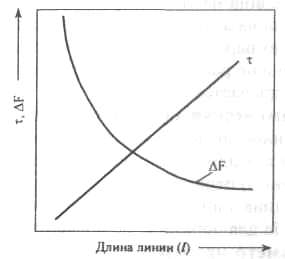 τ
ΔF
τ, ΔF
Длина линии (l)